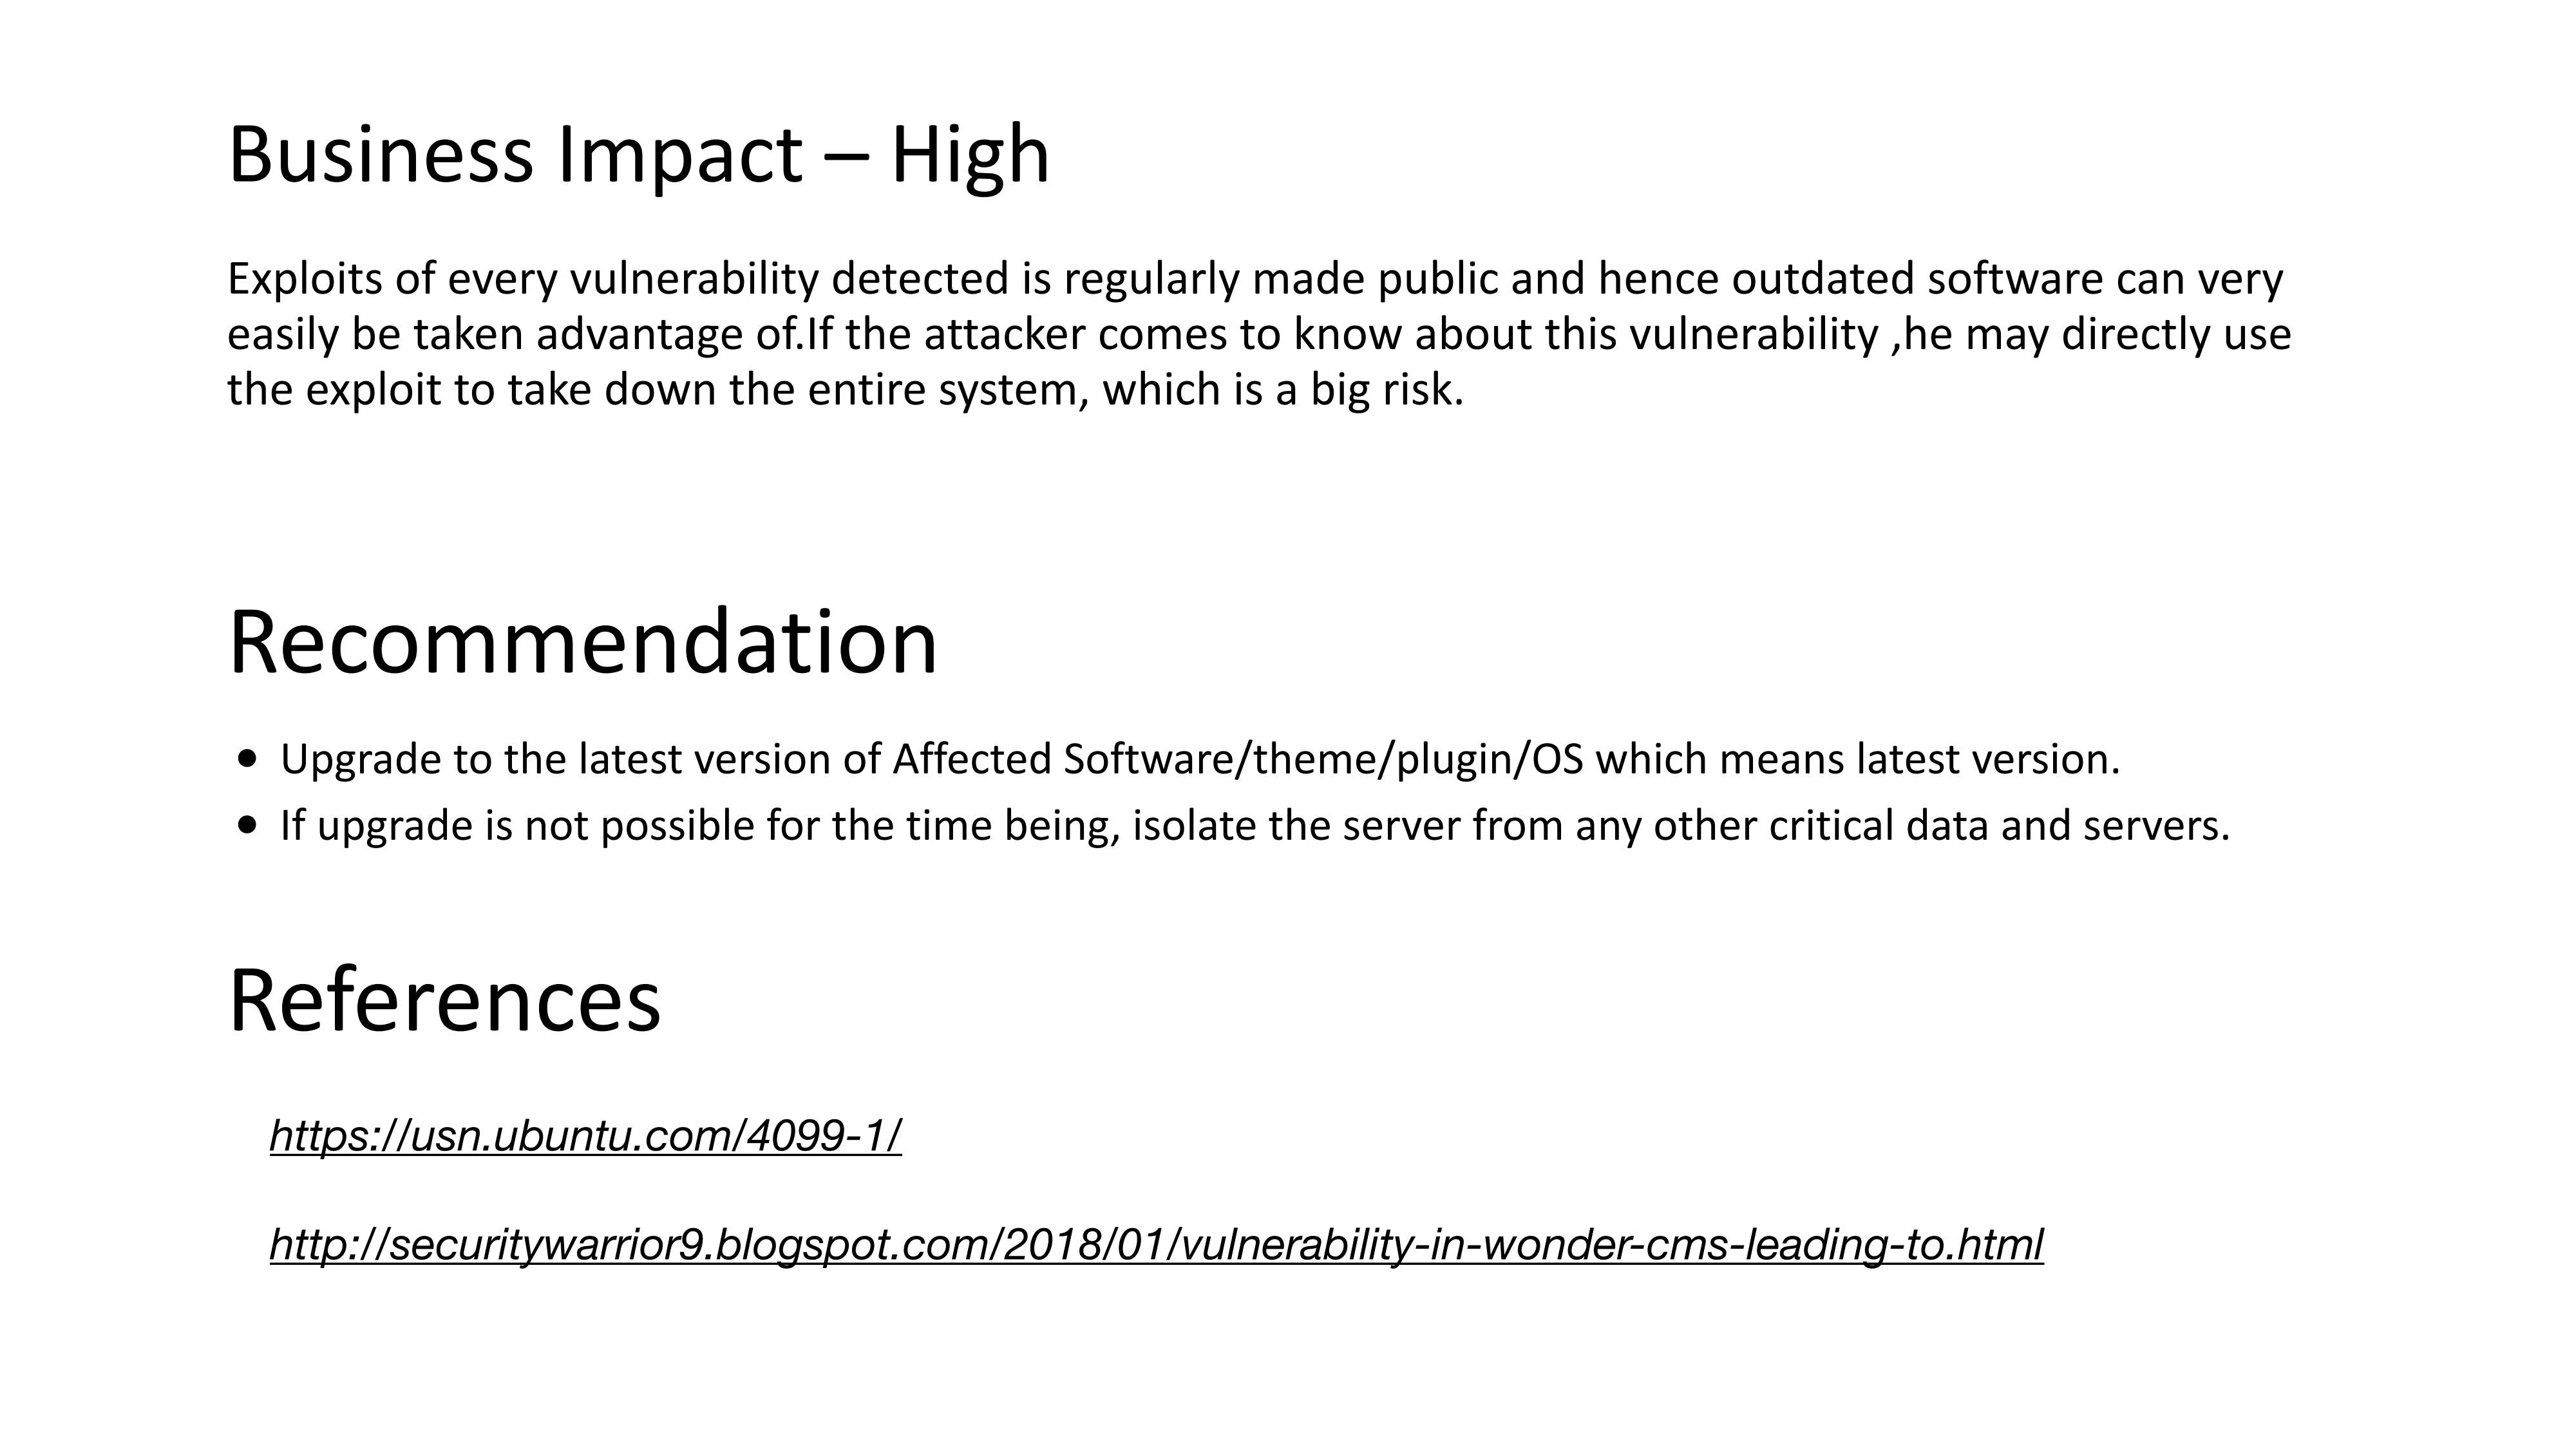 Business Impact – High
Exploits of every vulnerability detected is regularly made public and hence outdated software can very
easily be taken advantage of.If the attacker comes to know about this vulnerability ,he may directly use
the exploit to take down the entire system, which is a big risk.
Recommendation
• Upgrade to the latest version of Affected Software/theme/plugin/OS which means latest version.
• If upgrade is not possible for the time being, isolate the server from any other critical data and servers.
References
https://usn.ubuntu.com/4099-1/
http://securitywarrior9.blogspot.com/2018/01/vulnerability-in-wonder-cms-leading-to.html